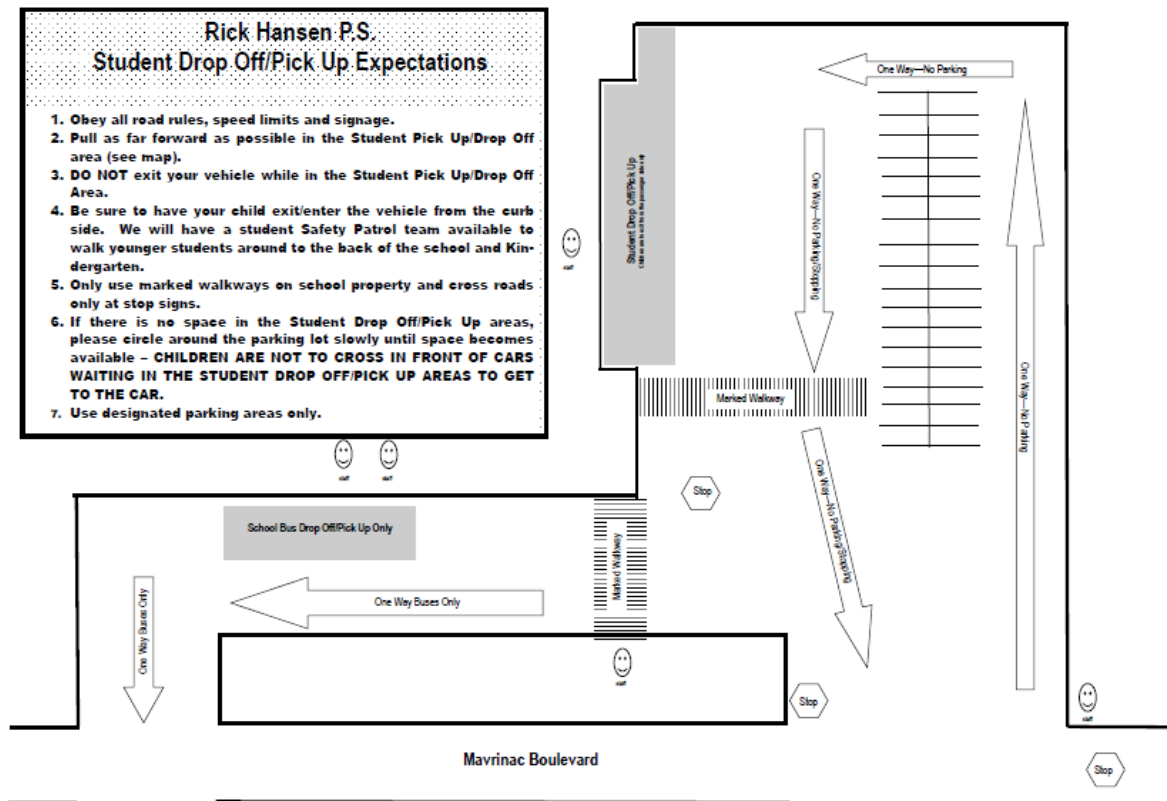 Rick Hansen P.S.
Student Drop Off/Pick Up Expectations
1. Obey all road rules, speed limits and signage.
2. Pull as far forward as possible in the Student Pick Up/Drop Off
area (see map).
3. DO NOT exit your vehicle while in the Student Pick Up/Drop Off
Area.
4. Be sure to have your child exit/enter the vehicle from the curb
side. We will have a student Safety Patrol team available to
walk younger students around to the back of the school and Kin-
dergarten.
5. Only use marked walkways on school property and cross roads
only at stop signs.
6. If there is no space in the Student Drop Off/Pick Up areas,
please circle around the parking lot slowly until space becomes
available – CHILDREN ARE NOT TO CROSS IN FRONT OF CARS
WAITING IN THE STUDENT DROP OFF/PICK UP AREAS TO GET
TO THE CAR.
7. Use designated parking areas only.
One Way—No Parking
Student Drop Off/Pick Up
One Way—No Parking/Stopping
staff
One Way—No Parking
Marked Walkway
staff
staff
Stop
One Way—No Parking/Stopping
School Bus Drop Off/Pick Up Only
Marked Walkway
One Way Buses Only
One Way Buses Only
staff
Stop
staff
Mavrinac Boulevard
Stop